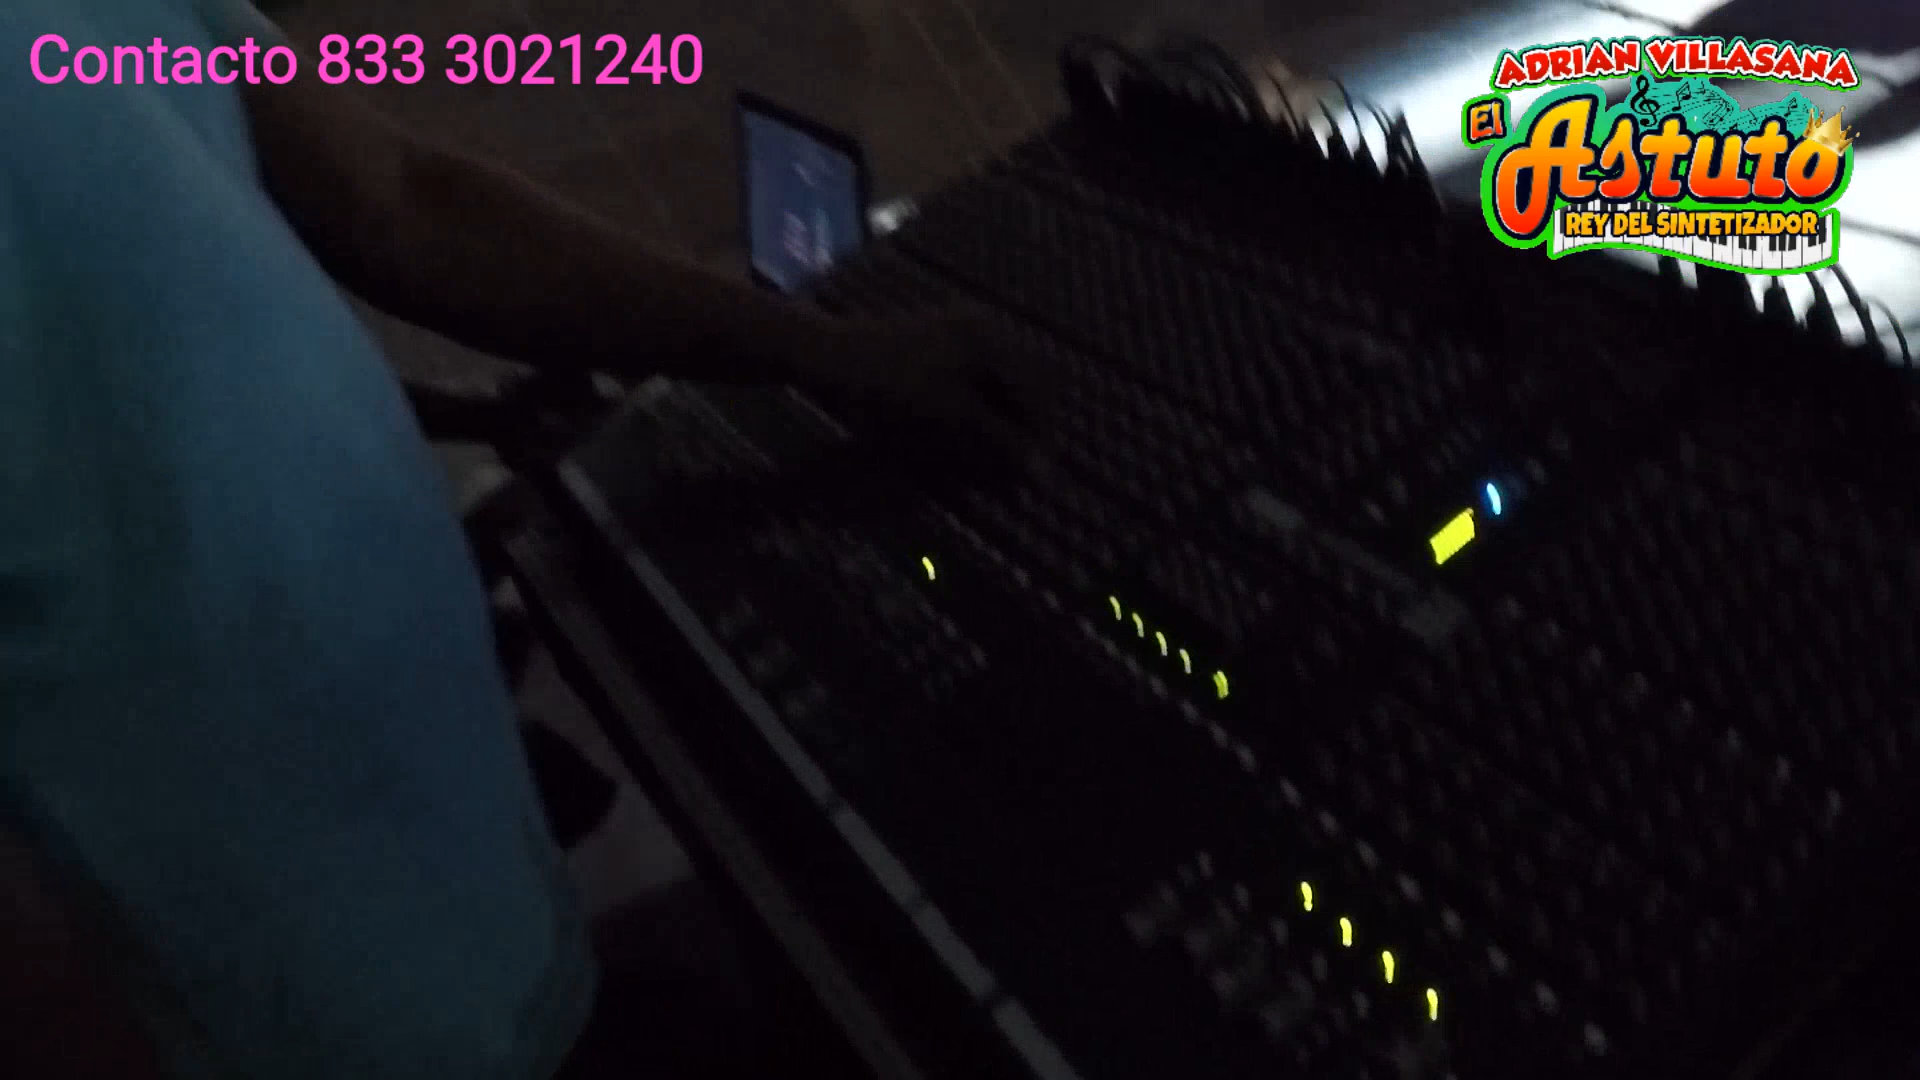 Contacto 833 3021240
ADRIAN VILLASANA
El Astuto
REY DEL SINTETIZADOR